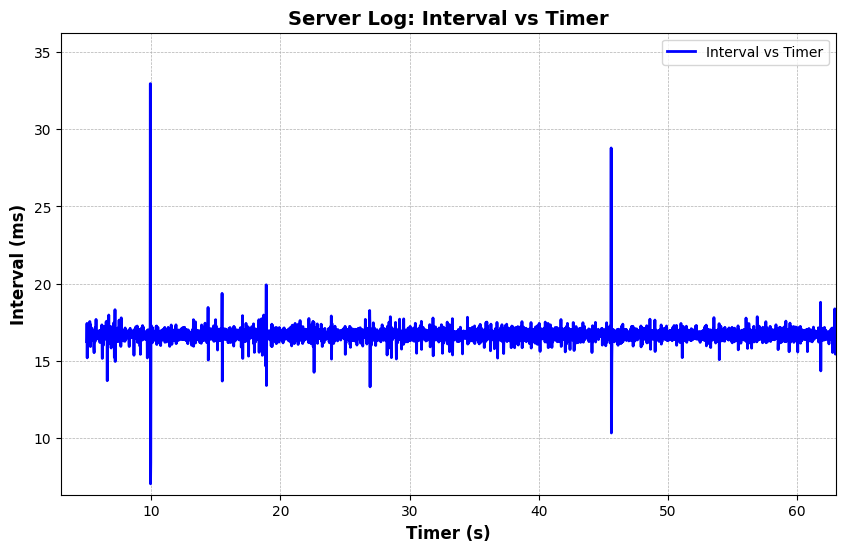 Server Log: Interval vs Timer
Interval vs Timer
35
30
25
20
15
10
Interval (ms)
10 20 30 40 50 60
Timer (s)